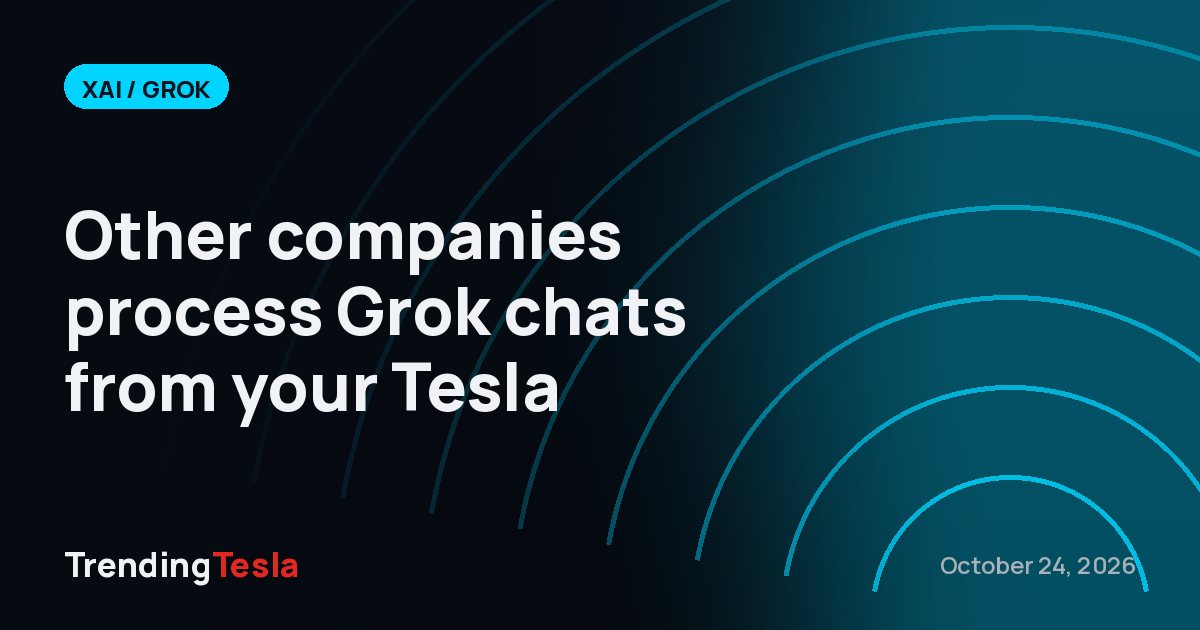 XAI / GROK
Other companies
process Grok chats
from your Tesla
TrendingTesla
October 24, 2026